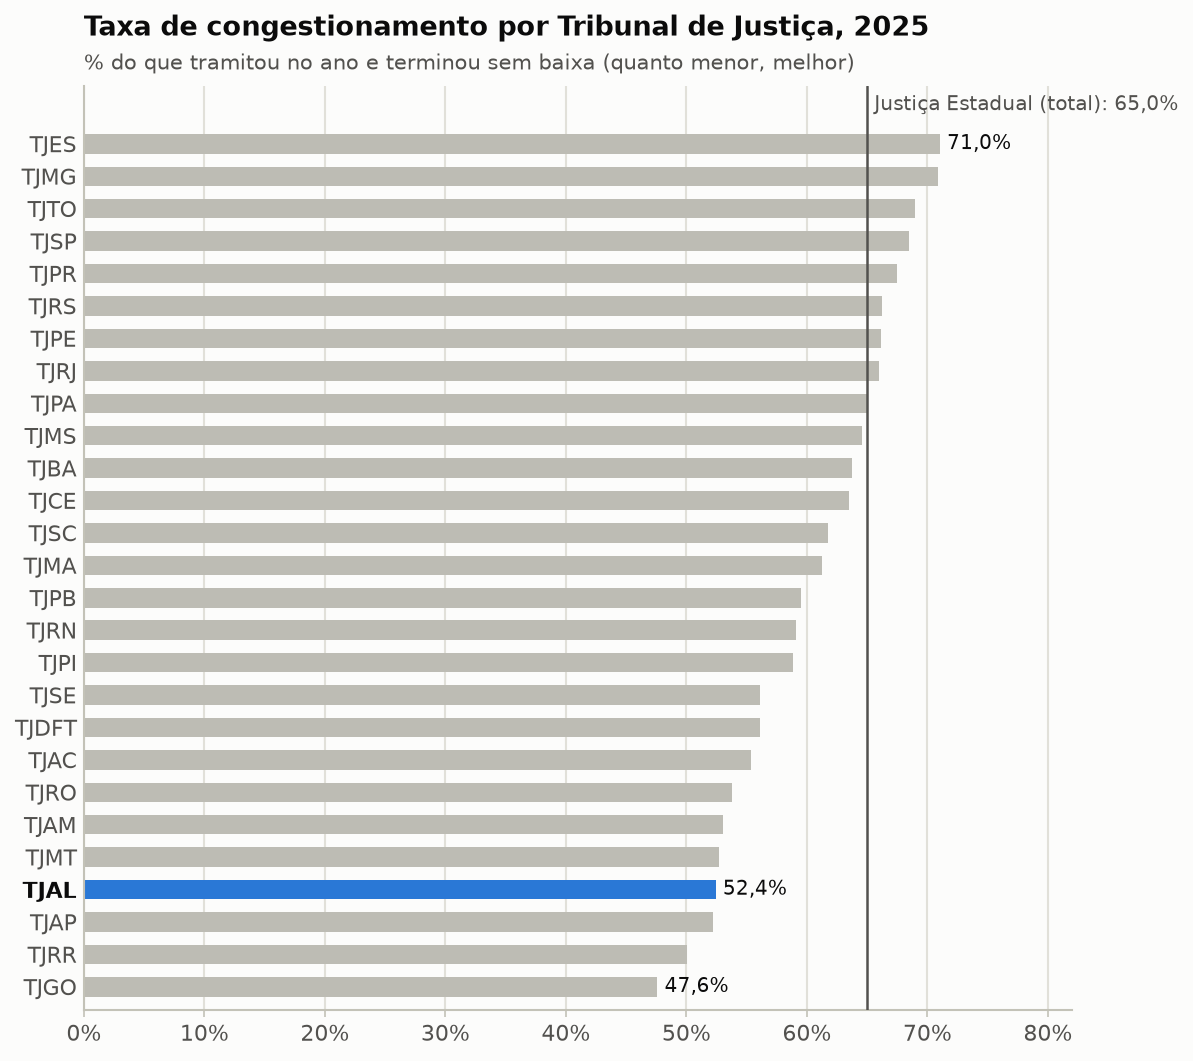 Taxa de congestionamento por Tribunal de Justiça, 2025
% do que tramitou no ano e terminou sem baixa (quanto menor, melhor)
Justiça Estadual (total): 65,0%
TJES 71,0%
TJMG
TJTO
TJSP
TJPR
TJRS
TJPE
TJRJ
TJPA
TJMS
TJBA
TJCE
TJSC
TJMA
TJPB
TJRN
TJPI
TJSE
TJDFT
TJAC
TJRO
TJAM
TJMT
TJAL 52,4%
TJAP
TJRR
TJGO 47,6%
0% 10% 20% 30% 40% 50% 60% 70% 80%